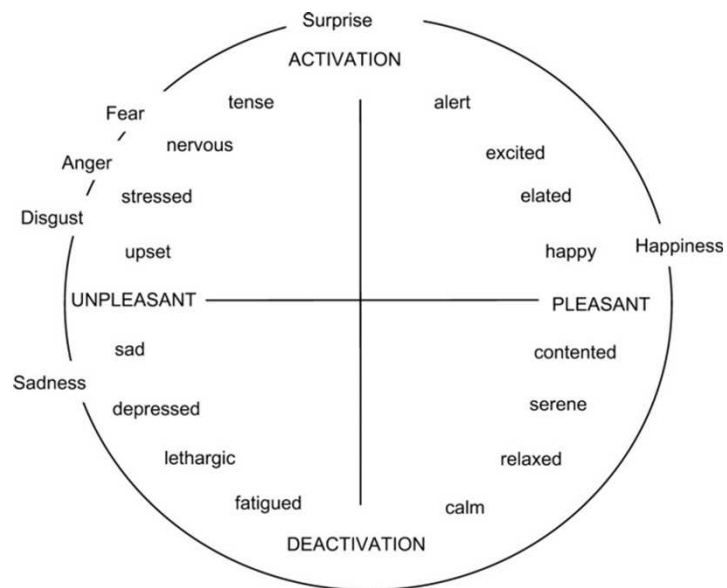 Surprise
ACTIVATION
tense alert
Fear
nervous excited
Anger
stressed elated
Disgust
upset happy Happiness
UNPLEASANT PLEASANT
sad contented
Sadness
depressed serene
lethargic relaxed
fatigued calm
DEACTIVATION